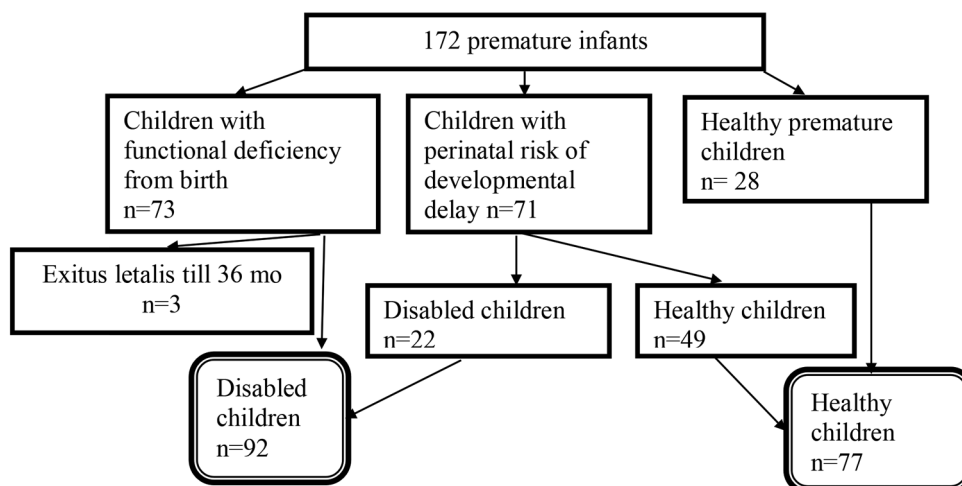 172 premature infants
Children with
functional deficiency
from birth
n=73
Children with
perinatal risk of
developmental
delay n=71
Healthy premature
children
n= 28
Exitus letalis till 36 mo
n=3
Disabled children
n=22
Healthy children
n=49
Disabled
children
n=92
Healthy
children
n=77